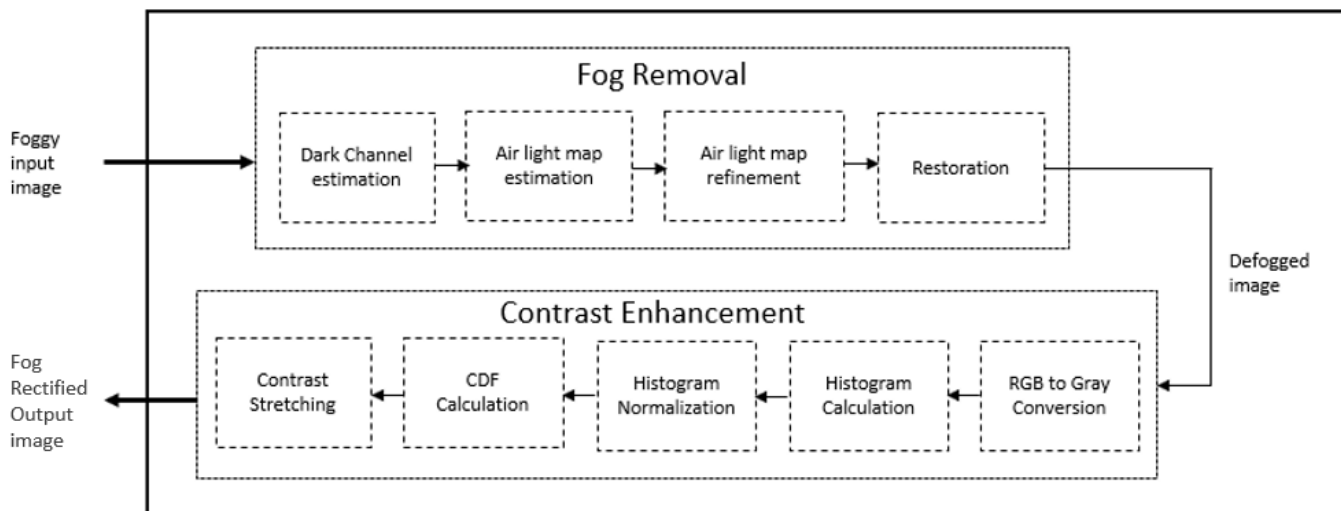 Fog Removal
Foggy
input
image
Dark Channel
estimation
Air light map
estimation
Air light map
refinement
Restoration
Defogged
image
Contrast Enhancement
RGB to Gray
Conversion
Histogram
Calculation
Histogram
Normalization
CDF
Calculation
Contrast
Stretching
Fog
Rectified
Output
image